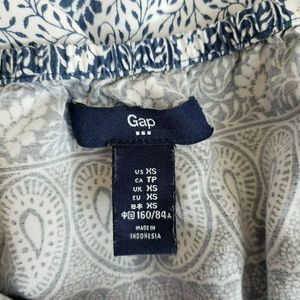 Gap
US XS
CA TP
UK XS
EU XS
日本 XS
中国 160/84A
MADE IN
INDONESIA